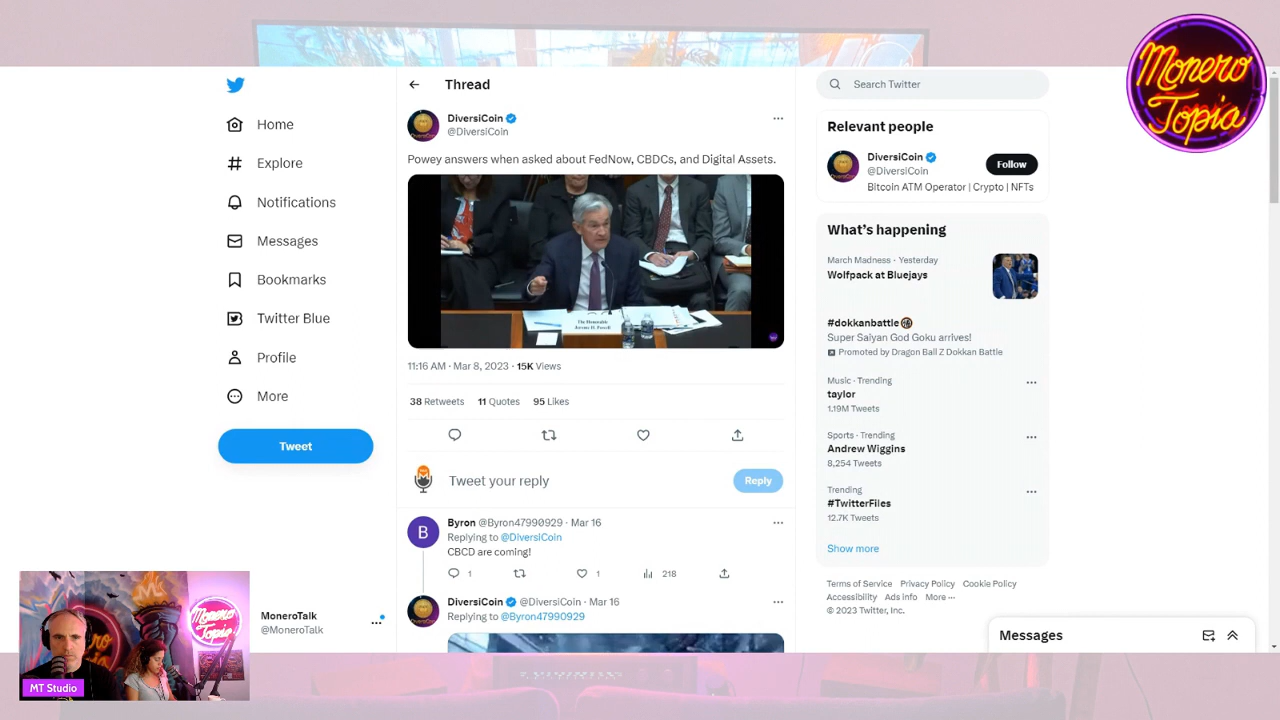 Monero
Topia
Home
Explore
Notifications
Messages
Bookmarks
Twitter Blue
Profile
More
Tweet
MoneroTalk
@MoneroTalk
MT Studio
Monero
Topia
Thread
DiversiCoin
@DIversiCoin
Powey answers when asked about FedNow, CBDCs, and Digital Assets.
The Honorable
Jerome H. Powell
11:16 AM · Mar 8, 2023 · 15K Views
38 Retweets 11 Quotes 95 Likes
Tweet your reply
Reply
B
Byron @Byron47990929 · Mar 16
Replying to @DIversiCoin
CBCD are coming!
1 1 218
DiversiCoin @DIversiCoin · Mar 16
Replying to @Byron47990929
Search Twitter
Relevant people
DiversiCoin
@DIversiCoin
Follow
Bitcoin ATM Operator | Crypto | NFTs
What's happening
March Madness · Yesterday
Wolfpack at Bluejays
#dokkanbattle
Super Saiyan God Goku arrives!
Promoted by Dragon Ball Z Dokkan Battle
Music · Trending
taylor
1.19M Tweets
Sports · Trending
Andrew Wiggins
8,254 Tweets
Trending
#TwitterFiles
12.7K Tweets
Show more
Terms of Service Privacy Policy Cookie Policy
Accessibility Ads info More ···
© 2023 Twitter, Inc.
Messages